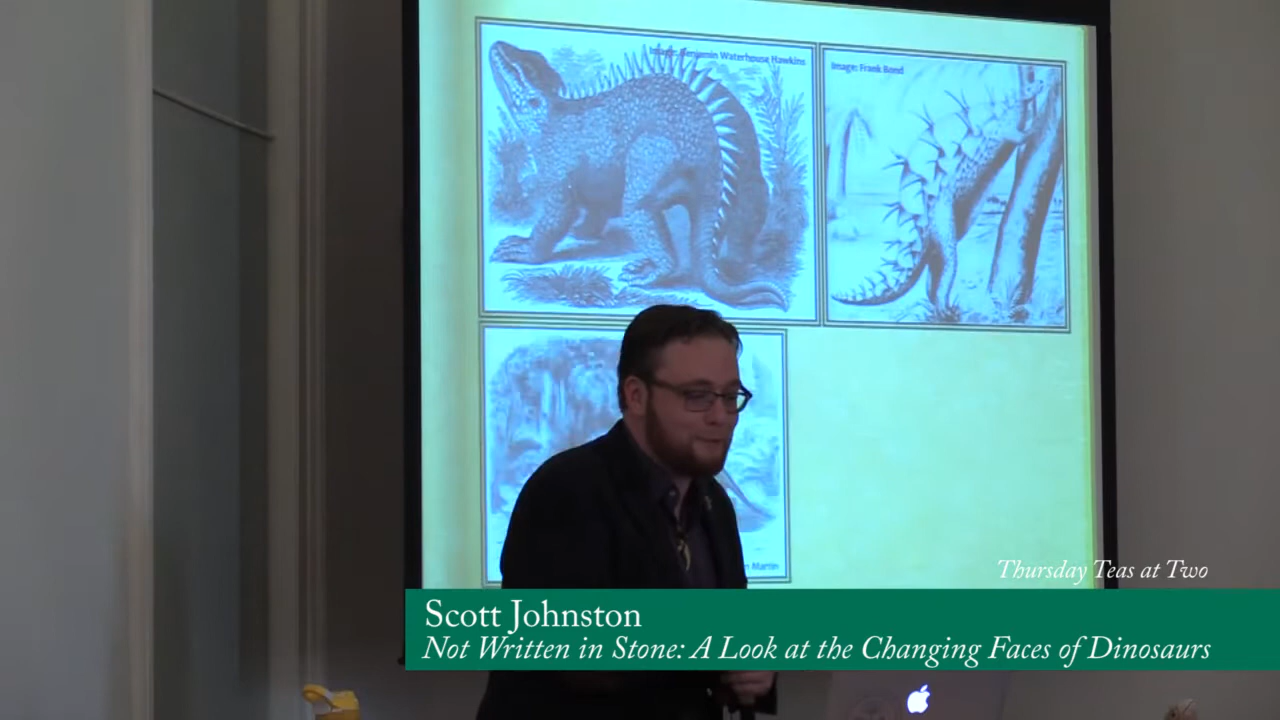 Image: Benjamin Waterhouse Hawkins
Image: Frank Bond
Martin
Thursday Teas at Two
Scott Johnston
Not Written in Stone: A Look at the Changing Faces of Dinosaurs